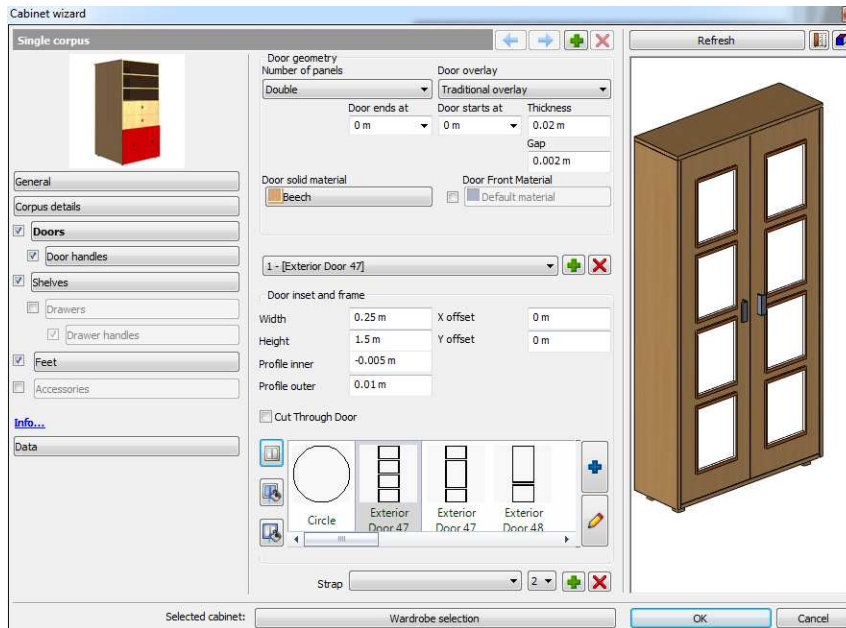 Cabinet wizard
Single corpus
Refresh
Door geometry
Number of panels Door overlay
Double Traditional overlay
Door ends at Door starts at Thickness
0 m 0 m 0.02 m
Gap
0.002 m
Door solid material Door Front Material
Beech Default material
General
Corpus details
Doors
Door handles
Shelves
Drawers
Drawer handles
Feet
Accessories
Info...
Data
1 - [Exterior Door 47]
Door inset and frame
Width 0.25 m X offset 0 m
Height 1.5 m Y offset 0 m
Profile inner -0.005 m
Profile outer 0.01 m
Cut Through Door
Circle Exterior Exterior Exterior
Door 47 Door 47 Door 48
Strap 2
Selected cabinet: Wardrobe selection OK Cancel